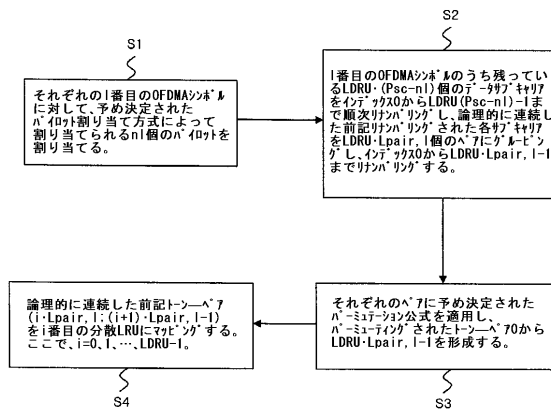 S1
それぞれのl番目のOFDMAシンボルに
対して、予め決定された
パイロット割り当て方式によって
割り当てられるnl個のパイロットを
割り当てる。
S2
l番目のOFDMAシンボルのうち残ってい
るLDRU・(Psc-nl)個のデータサブキャリア
をインデックス0からLDRU(Psc-nl)-1ま
で順次リナンバリングし、論理的に連続し
た前記リナンバリングされた各サブキャリア
をLDRU・Lpair, l個のペアにグルーピン
グし、インデックス0からLDRU・Lpair, l-1
までリナンバリングする。
それぞれのペアに予め決定された
パーミュテーション公式を適用し、
パーミューティングされたトーン―ペア0から
LDRU・Lpair, l-1を形成する。
S3
論理的に連続した前記トーン―ペア
(i・Lpair, l; (i+1)・Lpair, l-1)
をi番目の分散LRUにマッピングする。
ここで、i=0、1、…、LDRU-1。
S4